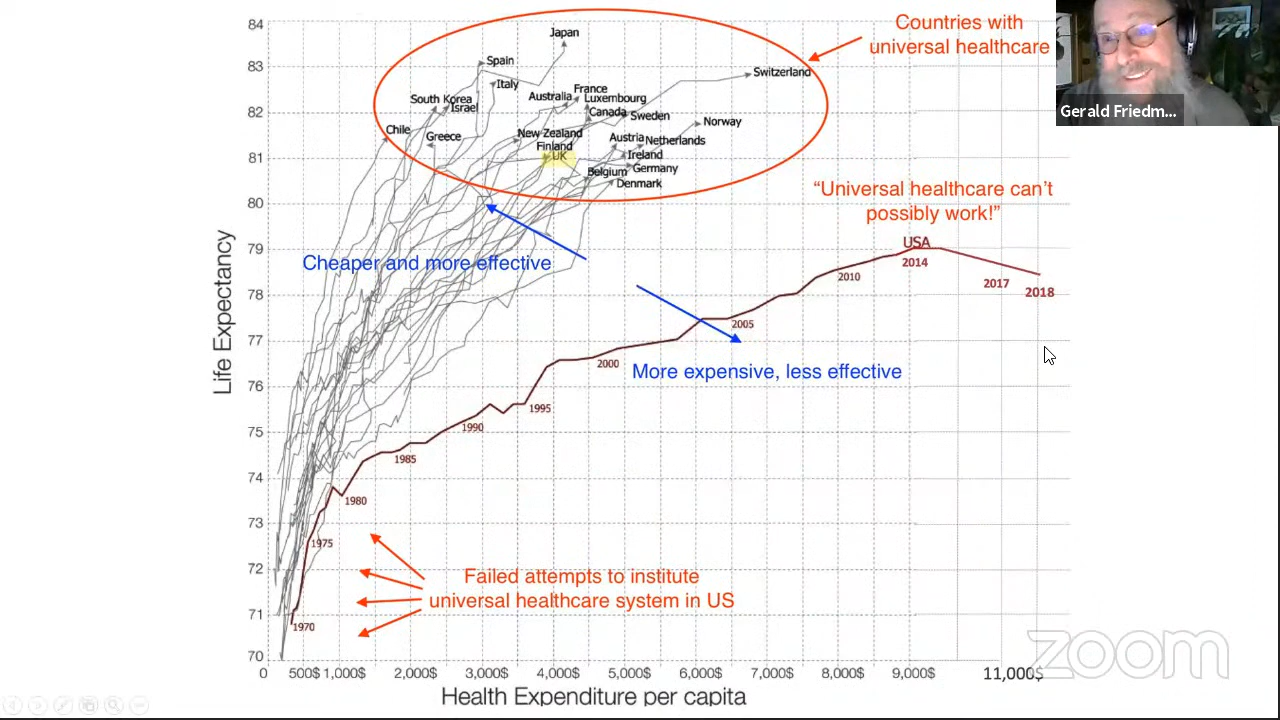 84
83
82
81
80
79
78
77
76
75
74
73
72
71
70
Life Expectancy
Japan
Spain
Switzerland
Italy
France
Australia
Luxembourg
South Korea
Israel
Canada
Sweden
Norway
Chile
Greece
New Zealand
Finland
UK
Austria
Netherlands
Ireland
Belgium
Germany
Denmark
Countries with
universal healthcare
Gerald Friedm...
“Universal healthcare can’t
possibly work!”
USA
2014
2010
2017
2018
2005
2000
1995
1990
1985
1980
1975
1970
Cheaper and more effective
More expensive, less effective
Failed attempts to institute
universal healthcare system in US
0 500$ 1,000$ 2,000$ 3,000$ 4,000$ 5,000$ 6,000$ 7,000$ 8,000$ 9,000$ 11,000$
Health Expenditure per capita
zoom